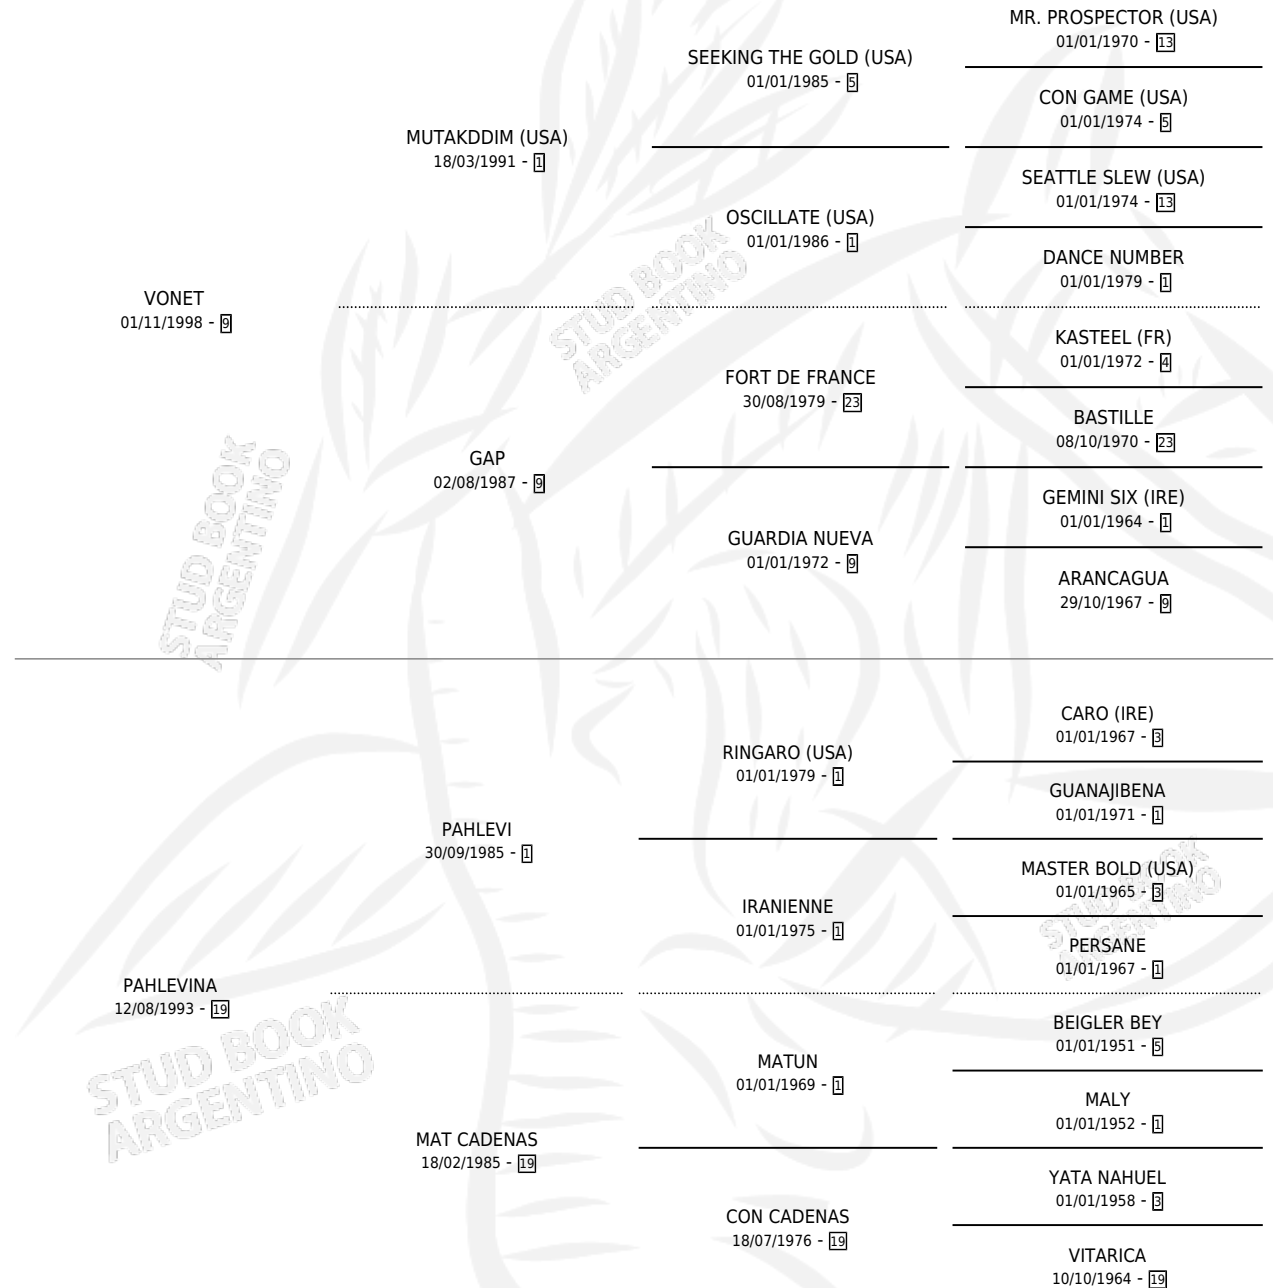 MR. PROSPECTOR (USA)
01/01/1970 - 13
SEEKING THE GOLD (USA)
01/01/1985 - 5
CON GAME (USA)
01/01/1974 - 5
MUTAKDDIM (USA)
18/03/1991 - 1
SEATTLE SLEW (USA)
01/01/1974 - 13
OSCILLATE (USA)
01/01/1986 - 1
DANCE NUMBER
01/01/1979 - 1
VONET
01/11/1998 - 9
KASTEEL (FR)
01/01/1972 - 4
FORT DE FRANCE
30/08/1979 - 23
BASTILLE
08/10/1970 - 23
GAP
02/08/1987 - 9
GEMINI SIX (IRE)
01/01/1964 - 1
GUARDIA NUEVA
01/01/1972 - 9
ARANCAGUA
29/10/1967 - 9
CARO (IRE)
01/01/1967 - 3
RINGARO (USA)
01/01/1979 - 1
GUANAJIBENA
01/01/1971 - 1
PAHLEVI
30/09/1985 - 1
MASTER BOLD (USA)
01/01/1965 - 3
IRANIENNE
01/01/1975 - 1
PERSANE
01/01/1967 - 1
PAHLEVINA
12/08/1993 - 19
BEIGLER BEY
01/01/1951 - 5
MATUN
01/01/1969 - 1
MALY
01/01/1952 - 1
MAT CADENAS
18/02/1985 - 19
YATA NAHUEL
01/01/1958 - 3
CON CADENAS
18/07/1976 - 19
VITARICA
10/10/1964 - 19
STUD BOOK
ARGENTINO
STUD BOOK
ARGENTINO
STUD BOOK
ARGENTINO
STUD BOOK
ARGENTINO